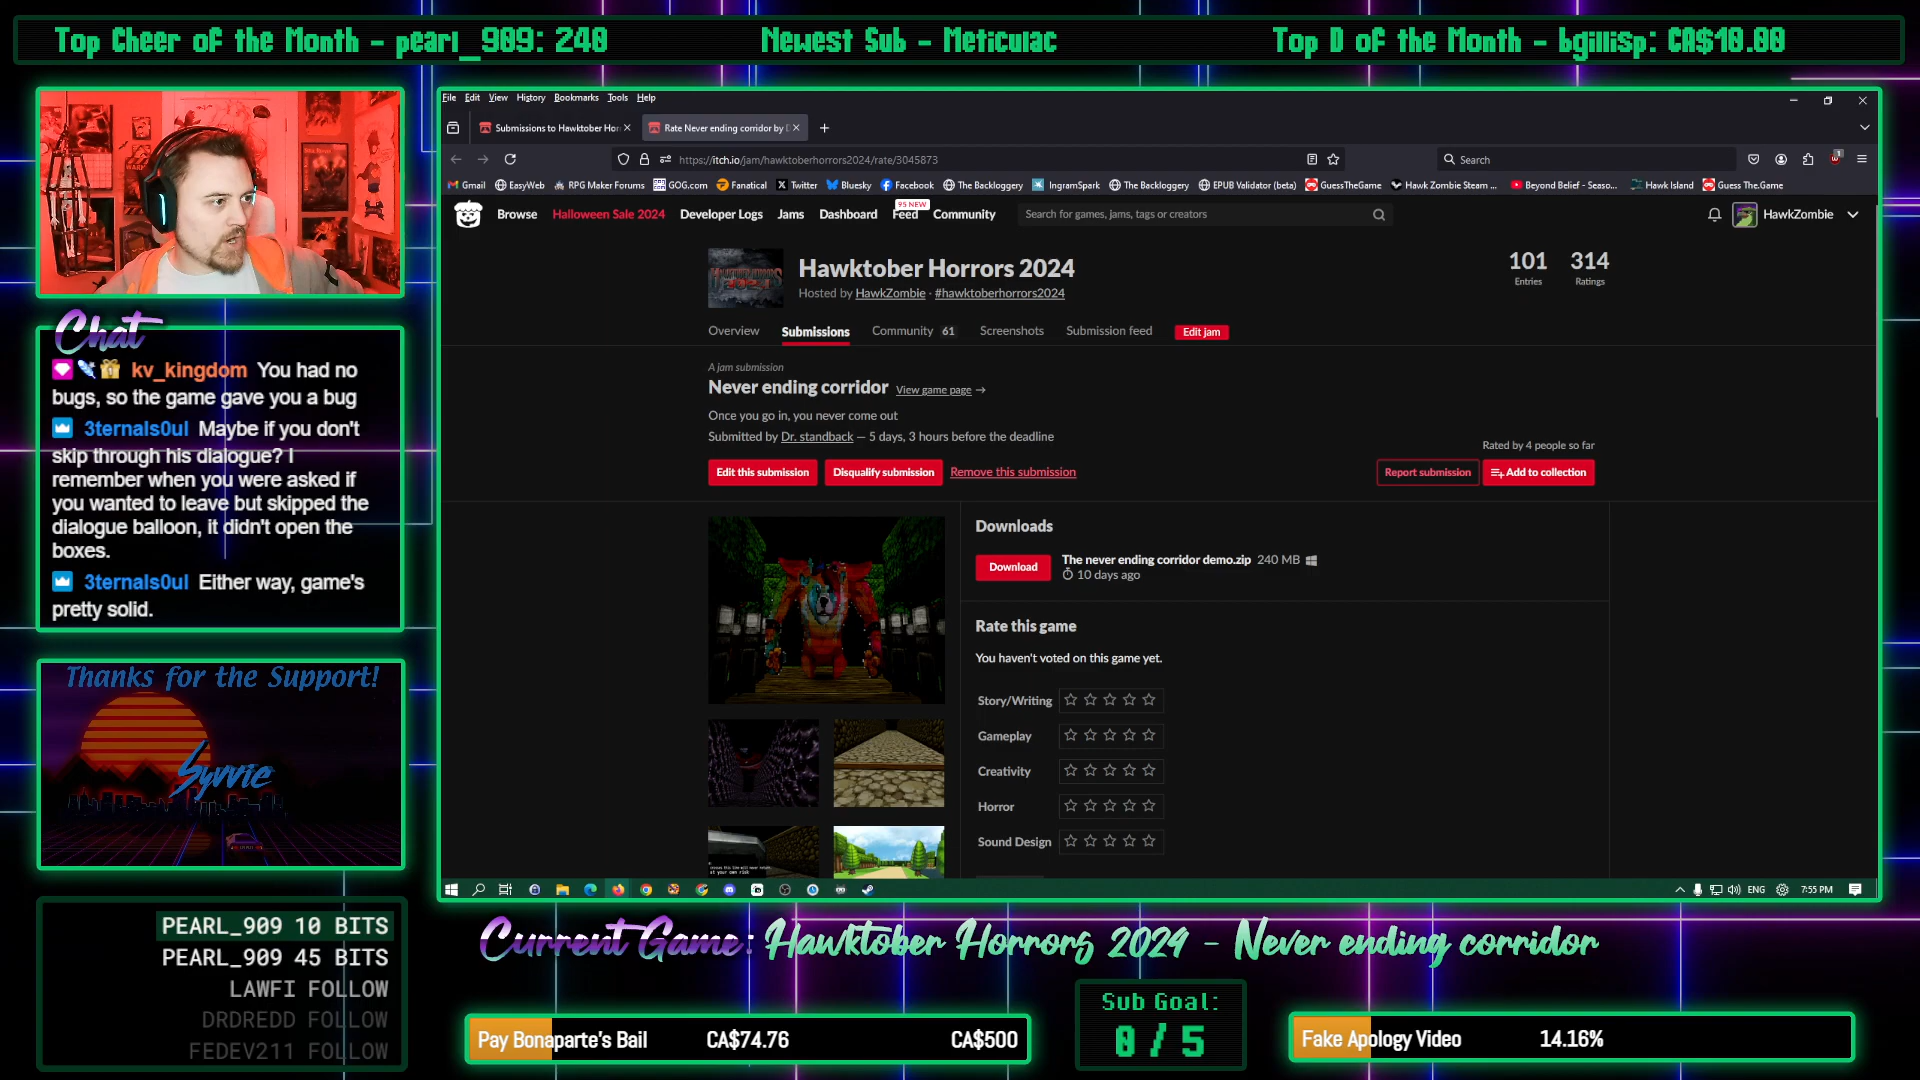 Top Cheer of the Month - pearl_909: 240
Newest Sub - Meticulac
Top D of the Month - bgillisp: CA$10.00
File Edit View History Bookmarks Tools Help
Submissions to Hawktober Hor
Rate Never ending corridor by
https://itch.io/jam/hawktoberhorrors2024/rate/3045873
Search
Gmail EasyWeb RPG Maker Forums GOG.com Fanatical Twitter Bluesky Facebook The Backloggery IngramSpark The Backloggery EPUB Validator (beta) GuessTheGame Hawk Zombie Steam ... Beyond Belief - Seaso... Hawk Island Guess The.Game
95 NEW
Browse Halloween Sale 2024 Developer Logs Jams Dashboard Feed Community
Search for games, jams, tags or creators
HawkZombie
Hawktober Horrors 2024
Hosted by HawkZombie · #hawktoberhorrors2024
101 314
Entries Ratings
Overview Submissions Community 61 Screenshots Submission feed Edit jam
A jam submission
Never ending corridor View game page →
Once you go in, you never come out
Submitted by Dr. standback — 5 days, 3 hours before the deadline
Rated by 4 people so far
Edit this submission Disqualify submission Remove this submission
Report submission Add to collection
Downloads
Download The never ending corridor demo.zip 240 MB
10 days ago
Rate this game
You haven't voted on this game yet.
Story/Writing
Gameplay
Creativity
Horror
Sound Design
at your own risk
ENG 7:55 PM
Chat
kv_kingdom You had no
bugs, so the game gave you a bug
3ternals0ul Maybe if you don't
skip through his dialogue? I
remember when you were asked if
you wanted to leave but skipped the
dialogue balloon, it didn't open the
boxes.
3ternals0ul Either way, game's
pretty solid.
Thanks for the Support!
Syvvie
PEARL_909 10 BITS
PEARL_909 45 BITS
LAWFI FOLLOW
DRDREDD FOLLOW
FEDEV211 FOLLOW
Current Game: Hawktober Horrors 2024 - Never ending corridor
Pay Bonaparte's Bail CA$74.76 CA$500
Sub Goal:
0 / 5
Fake Apology Video 14.16%